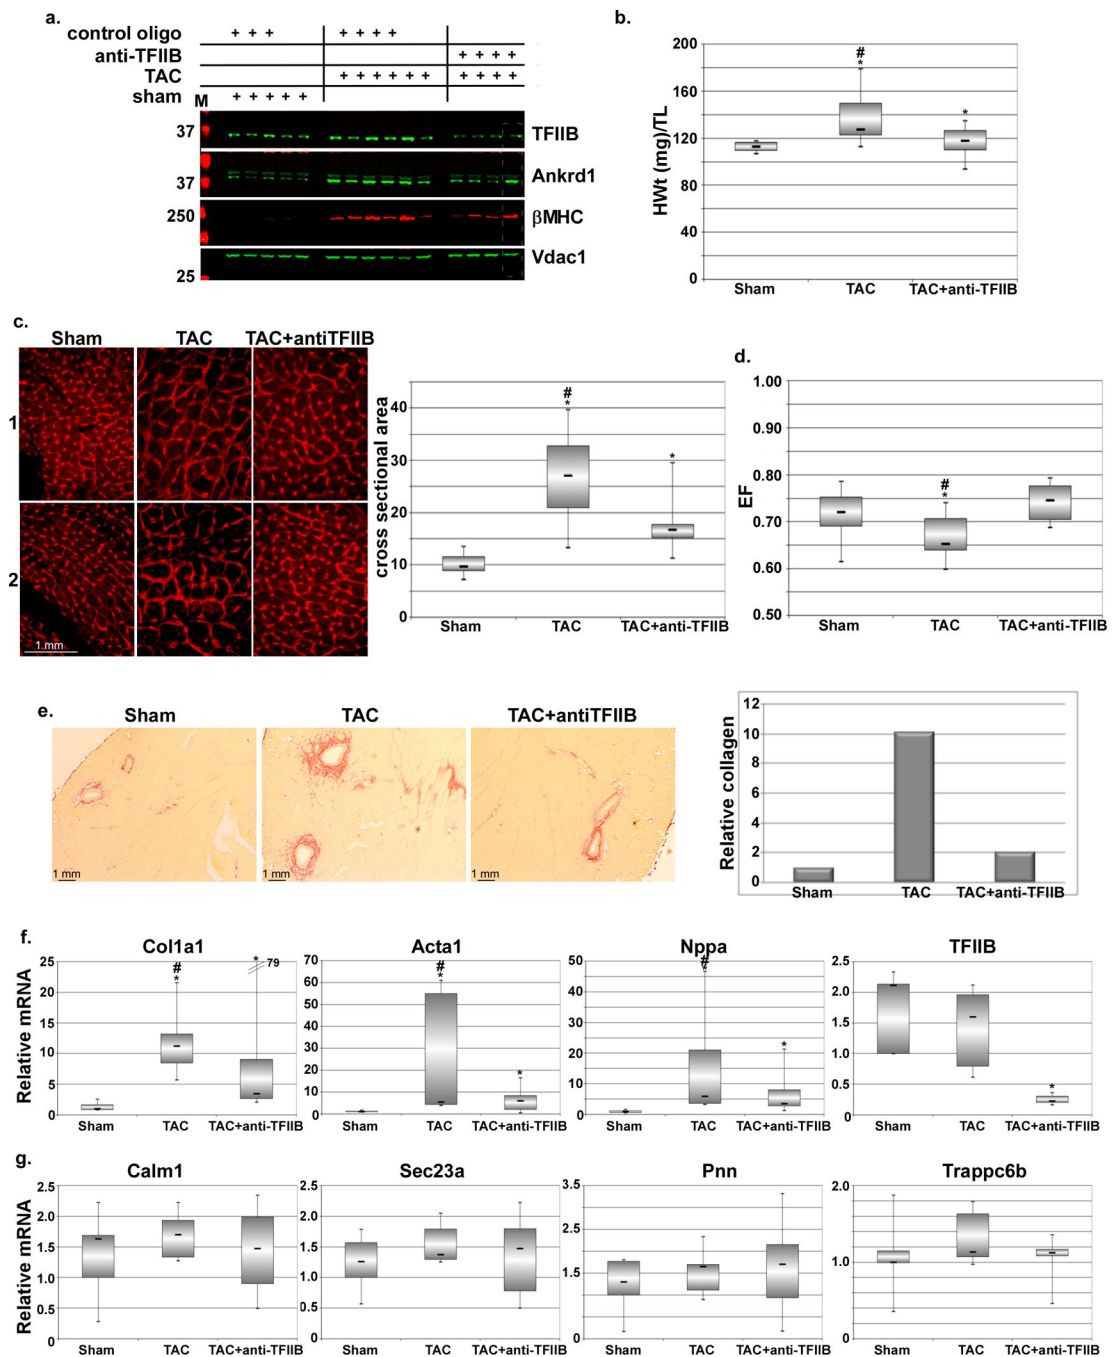 a.
control oligo + + + + + + +
anti-TFIIB + + + +
TAC + + + + + + + + + +
sham + + + + +
M
37 TFIIB
37 Ankrd1
250 βMHC
25 Vdac1
b.
HWt (mg)/TL
200
160
120
80
40
0
# *
*
Sham TAC TAC+anti-TFIIB
c.
Sham TAC TAC+antiTFIIB
1
2
1 mm
cross sectional area
40
30
20
10
0
# *
*
Sham TAC TAC+anti-TFIIB
d.
EF
1.00
0.90
0.80
0.70
0.60
0.50
# *
Sham TAC TAC+anti-TFIIB
e.
Sham TAC TAC+antiTFIIB
1 mm 1 mm 1 mm
Relative collagen
12
10
8
6
4
2
0
Sham TAC TAC+anti-TFIIB
f.
Col1a1
Relative mRNA
25
20
15
10
5
0
# *
* 79
Sham TAC TAC+anti-TFIIB
Acta1
70
60
50
40
30
20
10
0
# *
*
Sham TAC TAC+anti-TFIIB
Nppa
50
40
30
20
10
0
# *
*
Sham TAC TAC+anti-TFIIB
TFIIB
2.5
2.0
1.5
1.0
0.5
0
*
Sham TAC TAC+anti-TFIIB
g.
Calm1
Relative mRNA
2.5
2.0
1.5
1.0
0.5
0
Sham TAC TAC+anti-TFIIB
Sec23a
2.5
2.0
1.5
1.0
0.5
0
Sham TAC TAC+anti-TFIIB
Pnn
3.5
2.5
1.5
0
Sham TAC TAC+anti-TFIIB
Trappc6b
2.0
1.0
0
Sham TAC TAC+anti-TFIIB